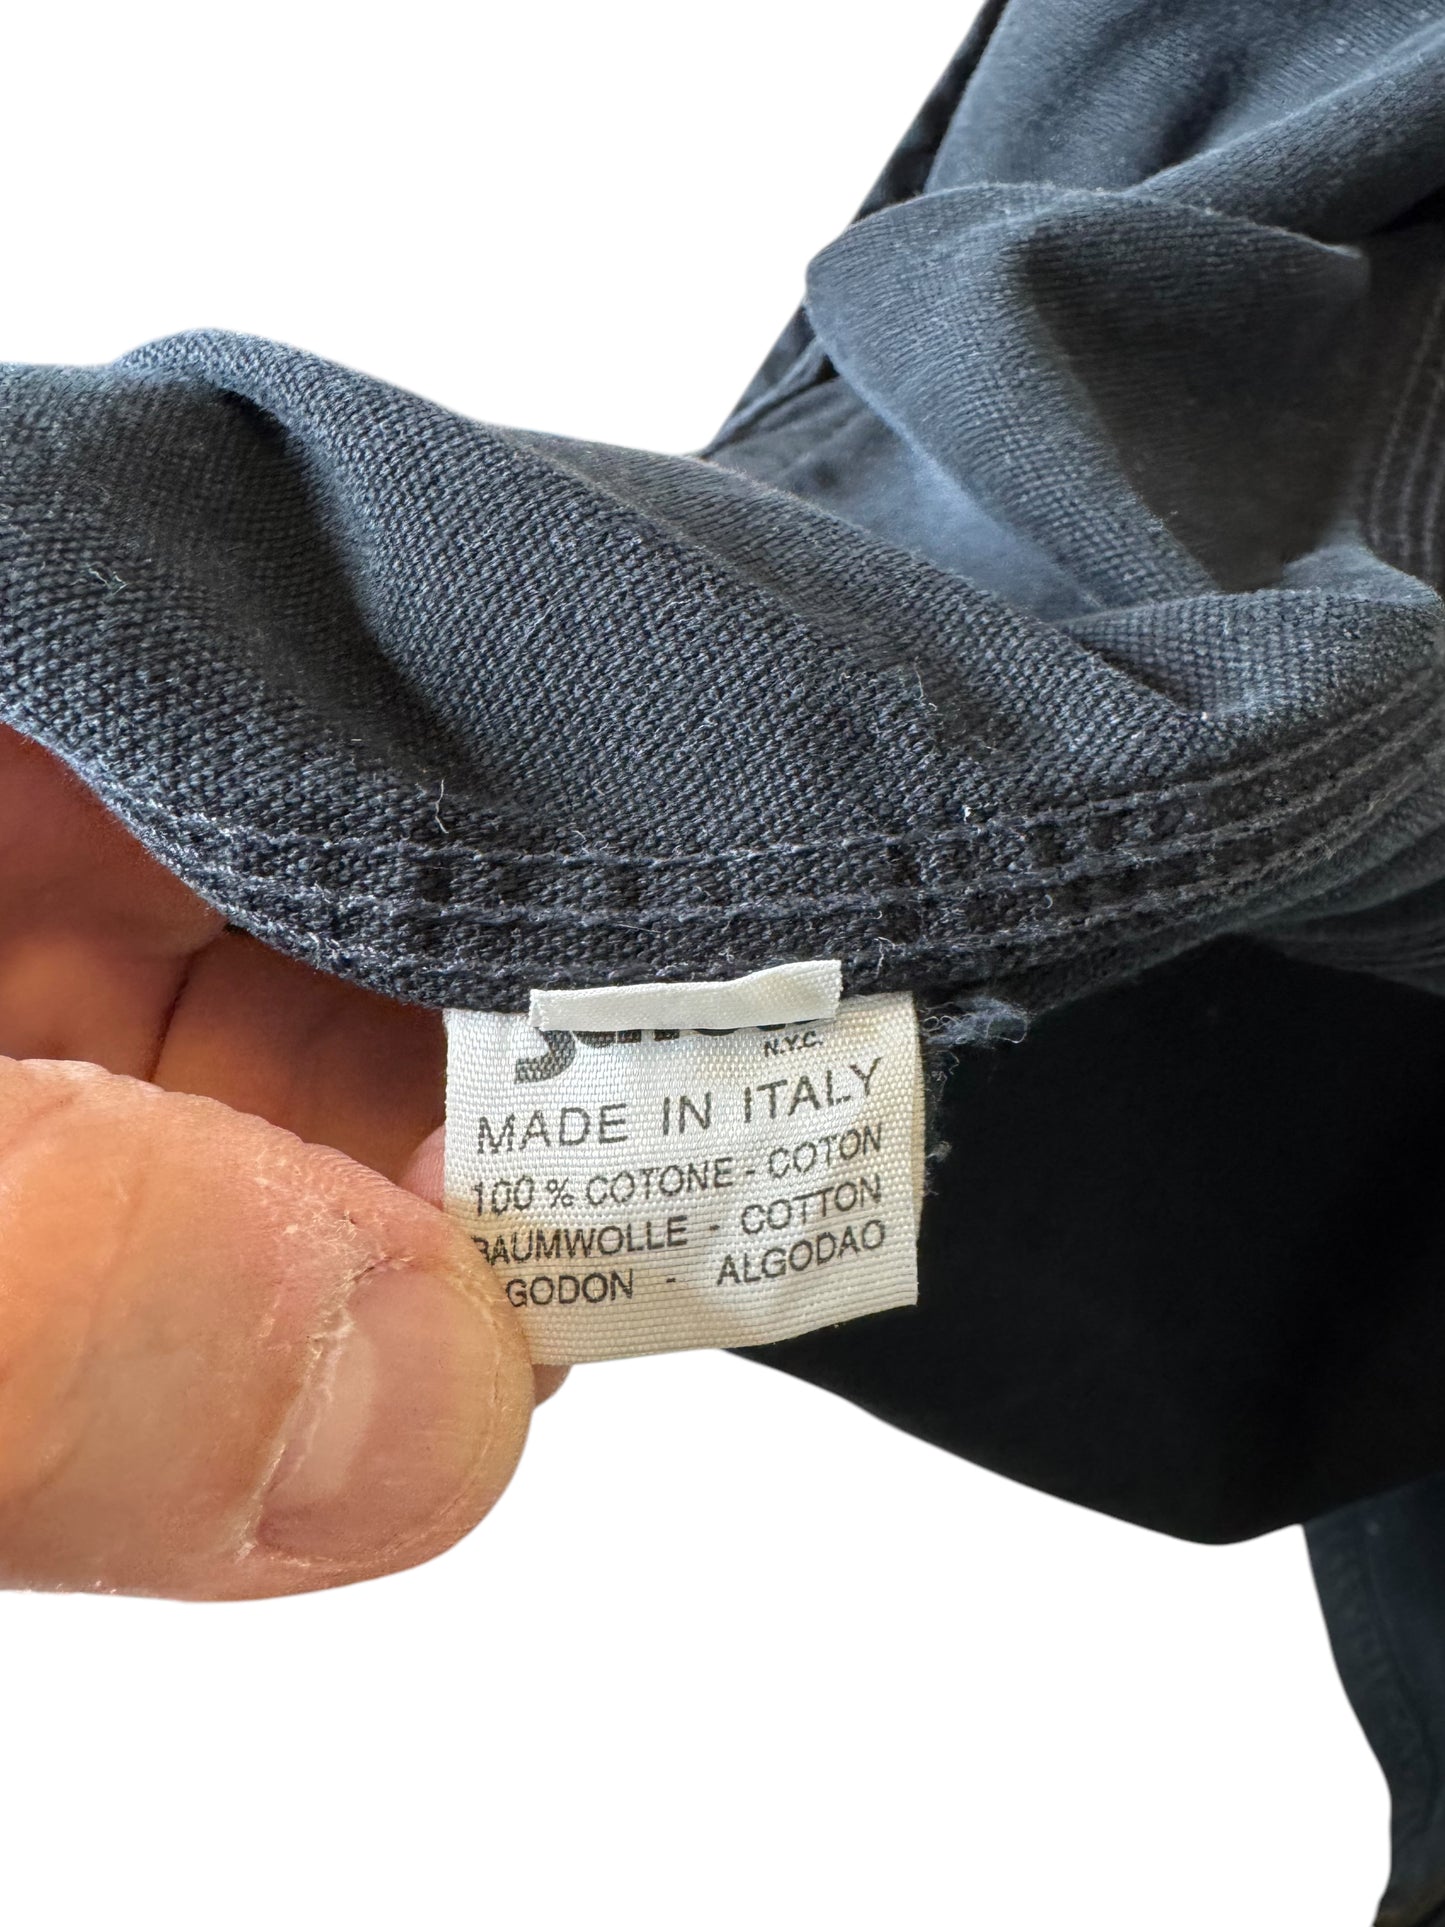 N.Y.C.
MADE IN ITALY
100 % COTONE - COTON
BAUMWOLLE - COTTON
GODON - ALGODAO